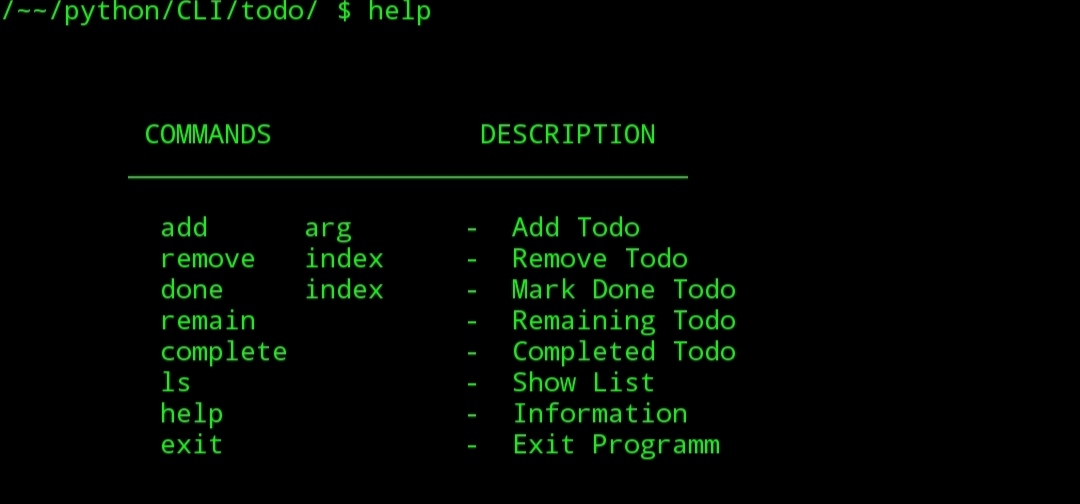 /~~/python/CLI/todo/ $ help
COMMANDS DESCRIPTION
add arg - Add Todo
remove index - Remove Todo
done index - Mark Done Todo
remain - Remaining Todo
complete - Completed Todo
ls - Show List
help - Information
exit - Exit Programm